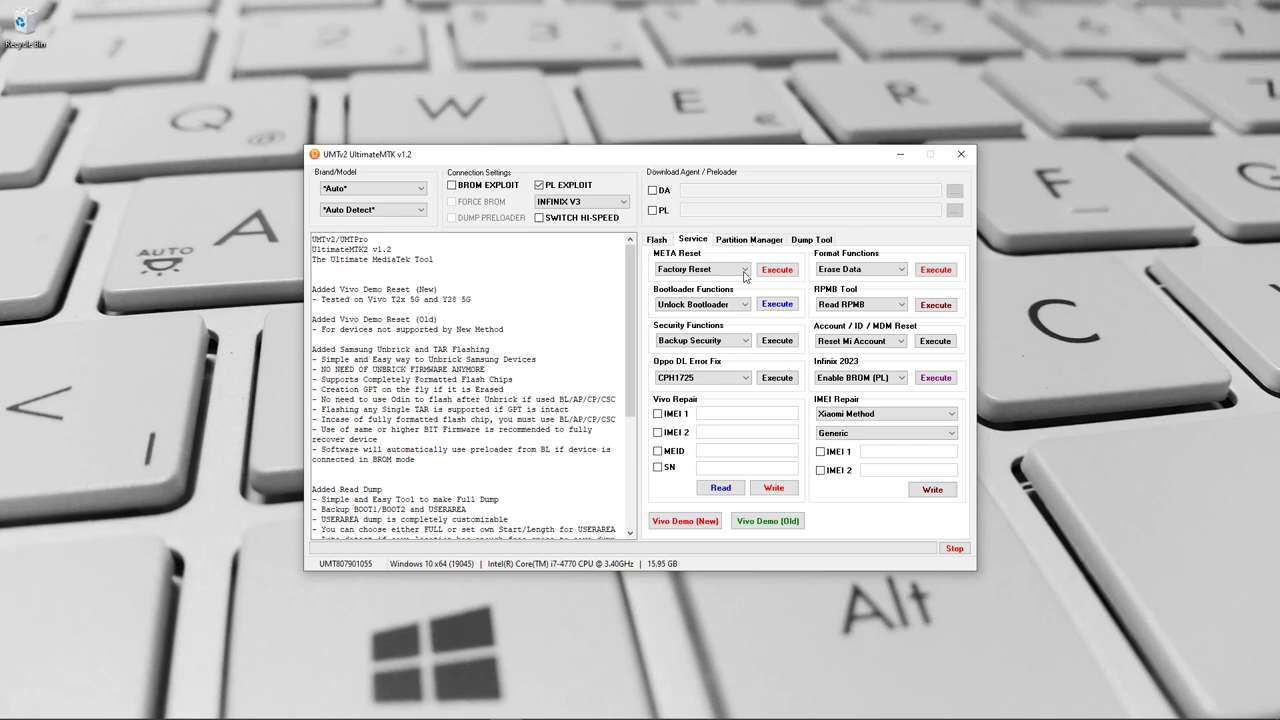 Recycle Bin
UMTv2 UltimateMTK v1.2
Brand/Model
*Auto*
*Auto Detect*
Connection Settings
BROM EXPLOIT
PL EXPLOIT
FORCE BROM
INFINIX V3
DUMP PRELOADER
SWITCH HI-SPEED
Download Agent / Preloader
DA
...
PL
...
UMTv2/UMTPro
UltimateMTK2 v1.2
The Ultimate MediaTek Tool
Added Vivo Demo Reset (New)
- Tested on Vivo T2x 5G and Y28 5G
Added Vivo Demo Reset (Old)
- For devices not supported by New Method
Added Samsung Unbrick and TAR Flashing
- Simple and Easy way to Unbrick Samsung Devices
- NO NEED OF UNBRICK FIRMWARE ANYMORE
- Supports Completely Formatted Flash Chips
- Creation GPT on the fly if it is Erased
- No need to use Odin to flash after Unbrick if used BL/AP/CP/CSC
- Flashing any Single TAR is supported if GPT is intact
- Incase of fully formatted flash chip, you must use BL/AP/CP/CSC
- Use of same or higher BIT Firmware is recommended to fully
recover device
- Software will automatically use preloader from BL if device is
connected in BROM mode
Added Read Dump
- Simple and Easy Tool to make Full Dump
- Backup BOOT1/BOOT2 and USERAREA
- USERAREA dump is completely customizable
- You can choose either FULL or set own Start/Length for USERAREA
Flash
Service
Partition Manager
Dump Tool
META Reset
Factory Reset
Execute
Format Functions
Erase Data
Execute
Bootloader Functions
Unlock Bootloader
Execute
RPMB Tool
Read RPMB
Execute
Security Functions
Backup Security
Execute
Account / ID / MDM Reset
Reset Mi Account
Execute
Oppo DL Error Fix
CPH1725
Execute
Infinix 2023
Enable BROM (PL)
Execute
Vivo Repair
IMEI 1
IMEI 2
MEID
SN
Read
Write
IMEI Repair
Xiaomi Method
Generic
IMEI 1
IMEI 2
Write
Vivo Demo (New)
Vivo Demo (Old)
Stop
UMT807901055
Windows 10 x64 (19045) | Intel(R) Core(TM) i7-4770 CPU @ 3.40GHz | 15.95 GB
Q
@
W
E
€
R
T
A
AUTO
F
C
<
Alt